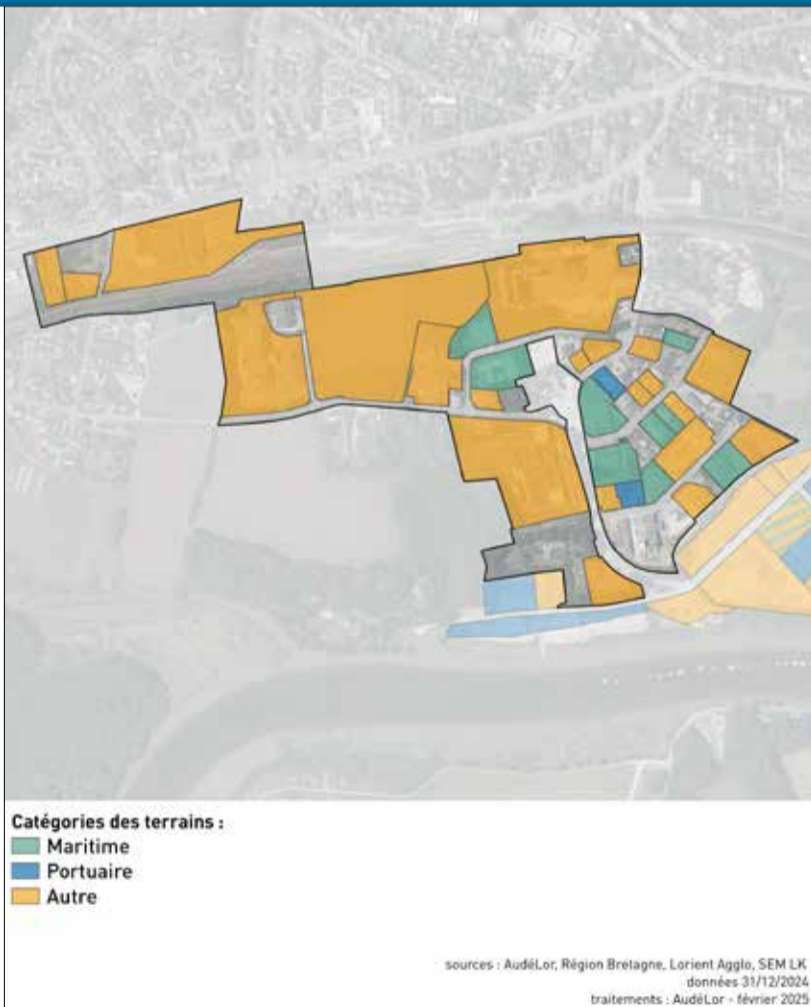 Catégories des terrains :
Maritime
Portuaire
Autre
sources : AudéLor, Région Bretagne, Lorient Agglo, SEM LK
données 31/12/2024
traitements : AudéLor - février 2025